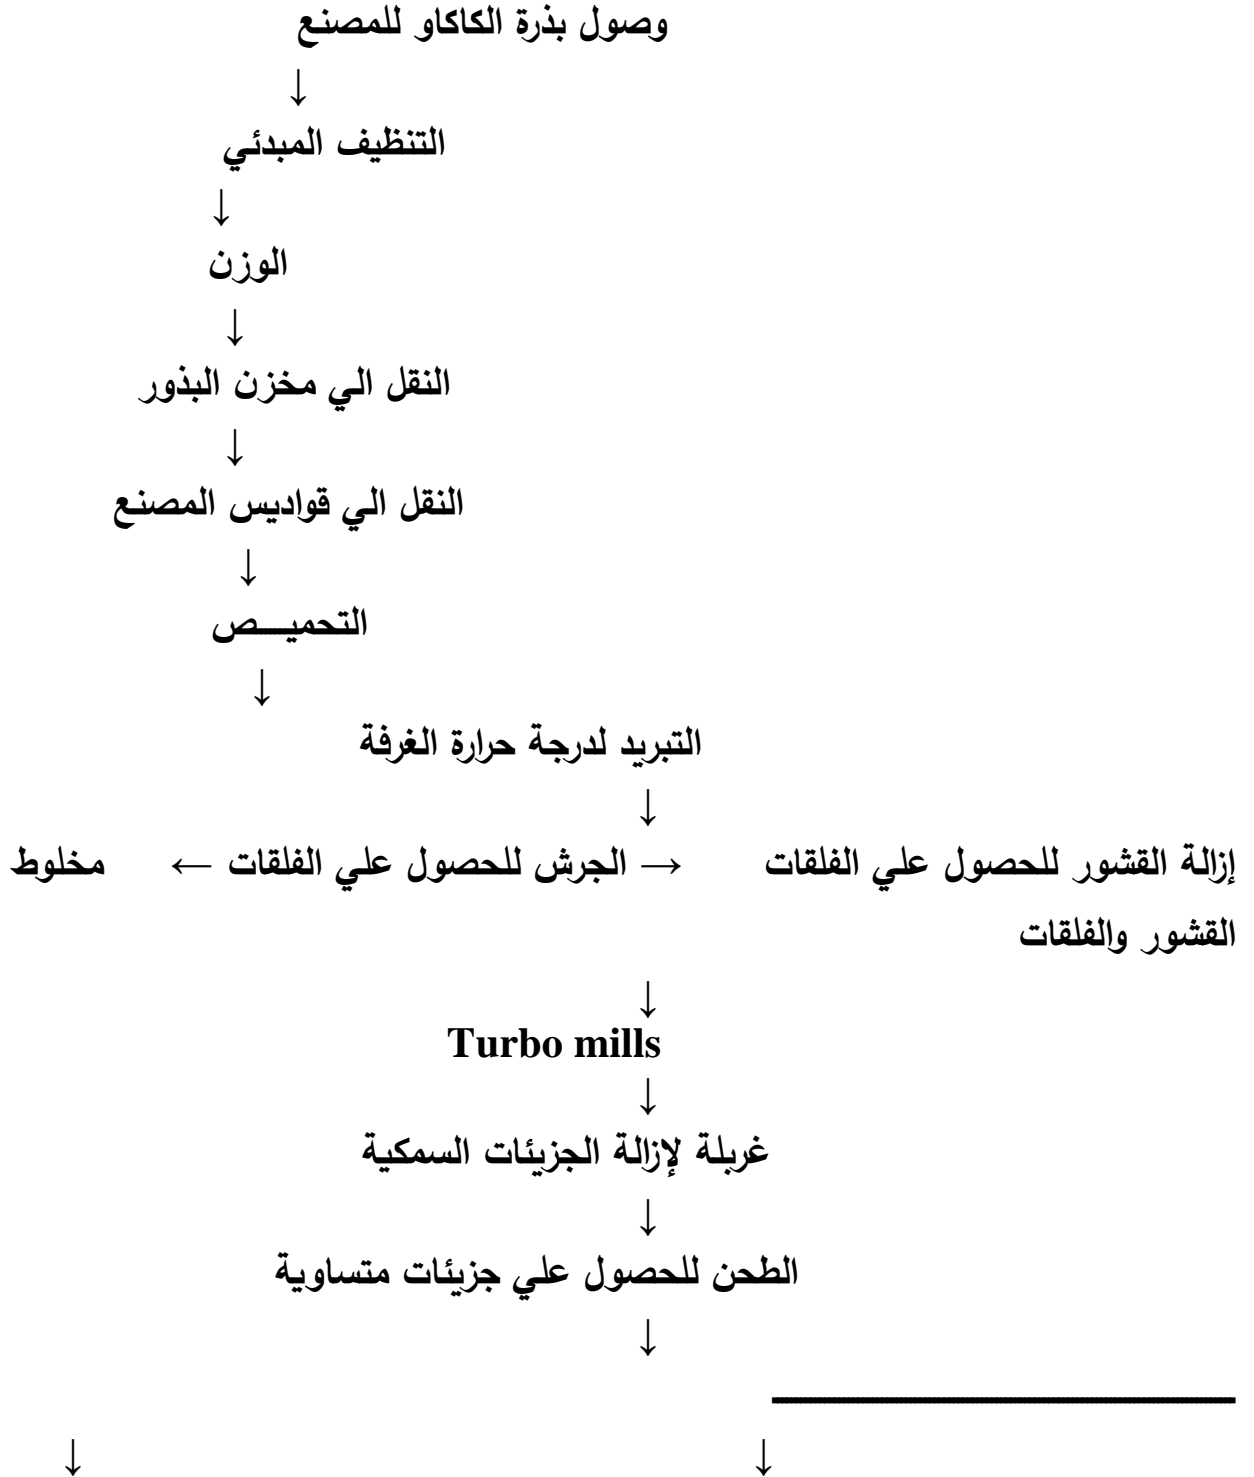 وصول بذرة الكاكاو للمصنع
↓
التنظيف المبدئي
↓
الوزن
↓
النقل الي مخزن البذور
↓
النقل الي قواديس المصنع
↓
التحميـــص
↓
التبريد لدرجة حرارة الغرفة
↓
إزالة القشور للحصول علي الفلقات → الجرش للحصول علي الفلقات ← مخلوط
القشور والفلقات
↓
Turbo mills
↓
غربلة لإزالة الجزيئات السمكية
↓
الطحن للحصول علي جزيئات متساوية
↓
↓ ↓